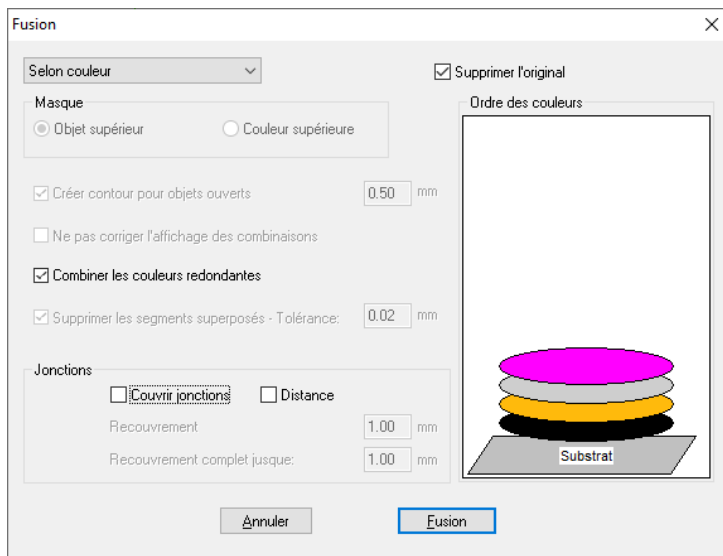 Fusion
Selon couleur
Supprimer l'original
Masque
Objet supérieur
Couleur supérieure
Ordre des couleurs
Créer contour pour objets ouverts
0.50 mm
Ne pas corriger l'affichage des combinaisons
Combiner les couleurs redondantes
Supprimer les segments superposés - Tolérance:
0.02 mm
Jonctions
Couvrir jonctions
Distance
Recouvrement
1.00 mm
Recouvrement complet jusque:
1.00 mm
Substrat
Annuler
Fusion